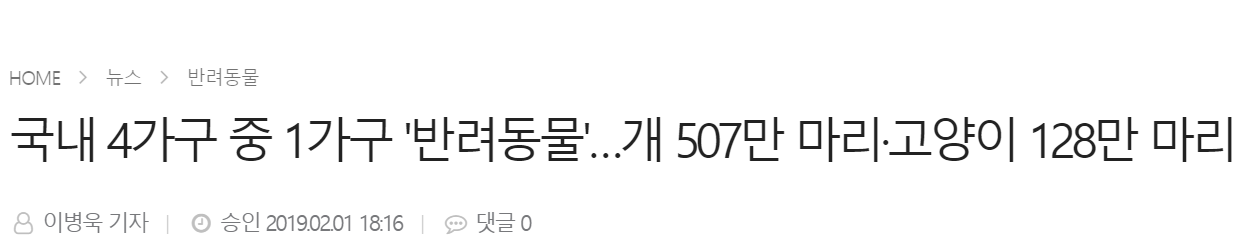 HOME > 뉴스 > 반려동물
국내 4가구 중 1가구 '반려동물'…개 507만 마리·고양이 128만 마리
이병욱 기자 | 승인 2019.02.01 18:16 | 댓글 0